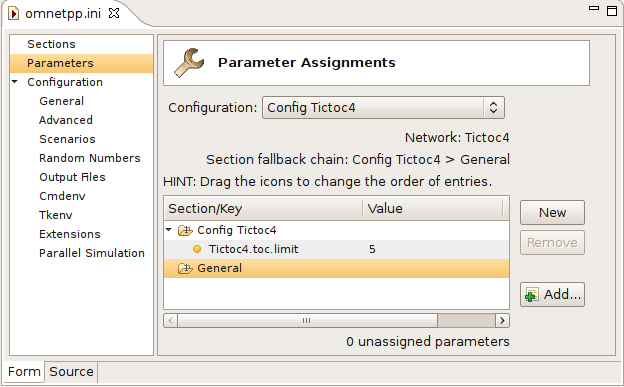 omnetpp.ini
Sections
Parameters
Configuration
General
Advanced
Scenarios
Random Numbers
Output Files
Cmdenv
Tkenv
Extensions
Parallel Simulation
Parameter Assignments
Configuration: Config Tictoc4
Network: Tictoc4
Section fallback chain: Config Tictoc4 > General
HINT: Drag the icons to change the order of entries.
Section/Key Value
Config Tictoc4
Tictoc4.toc.limit 5
General
New
Remove
Add...
0 unassigned parameters
Form Source